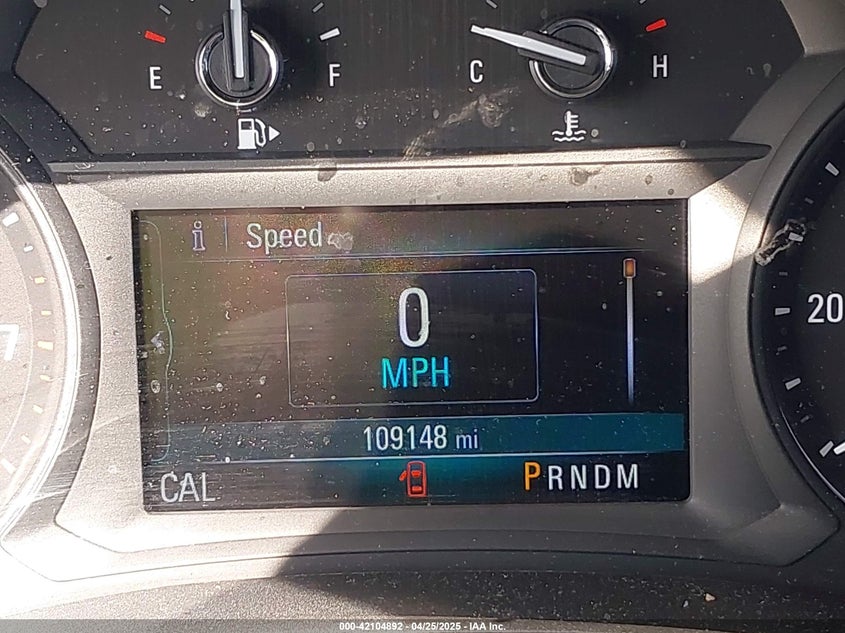 E F C H
i Speed
20
0
MPH
109148 mi
CAL PRNDM
000-42104892 - 04/25/2025 - IAA Inc.